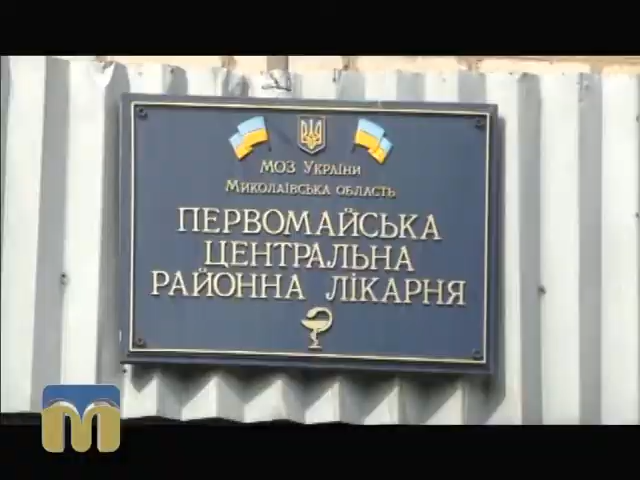 МОЗ України
Миколаївська область
ПЕРВОМАЙСЬКА
ЦЕНТРАЛЬНА
РАЙОННА ЛІКАРНЯ
М